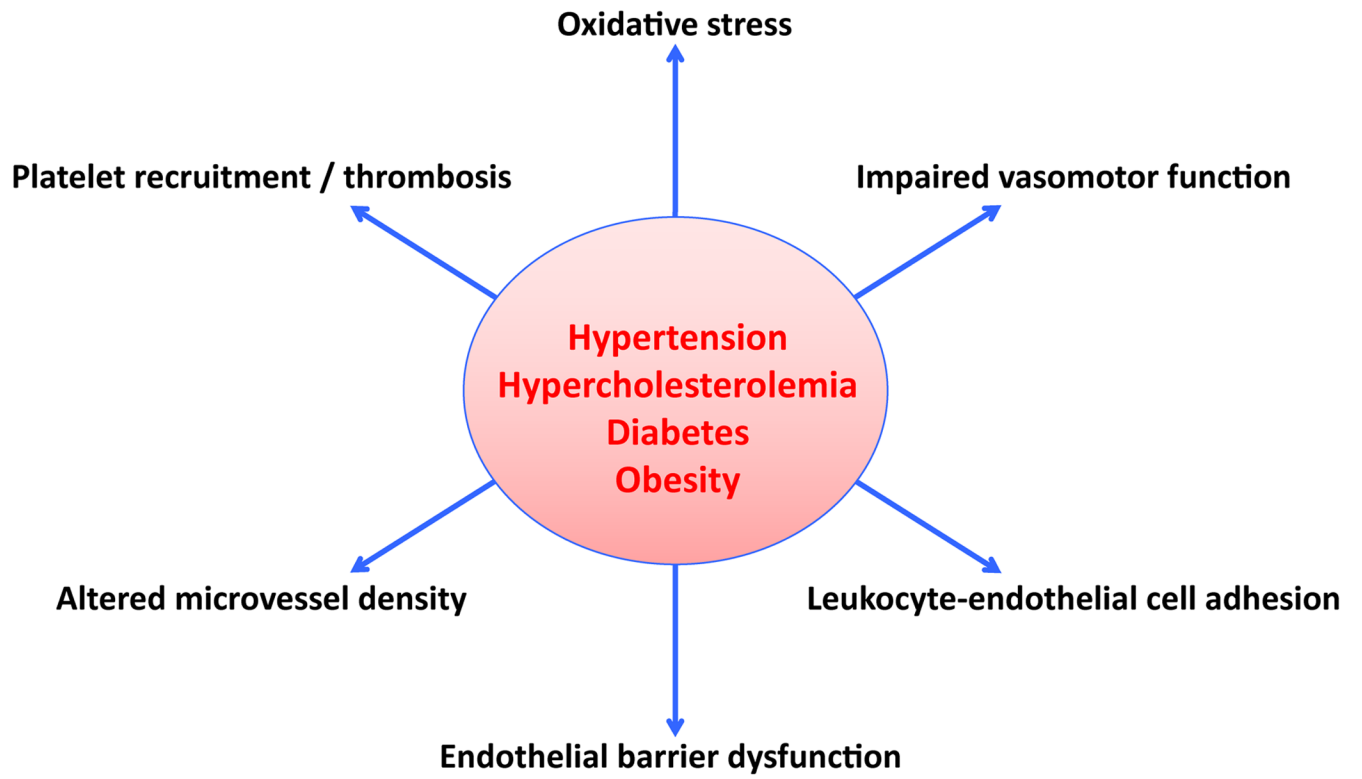 Oxidative stress
Platelet recruitment / thrombosis
Impaired vasomotor function
Hypertension
Hypercholesterolemia
Diabetes
Obesity
Altered microvessel density
Leukocyte-endothelial cell adhesion
Endothelial barrier dysfunction